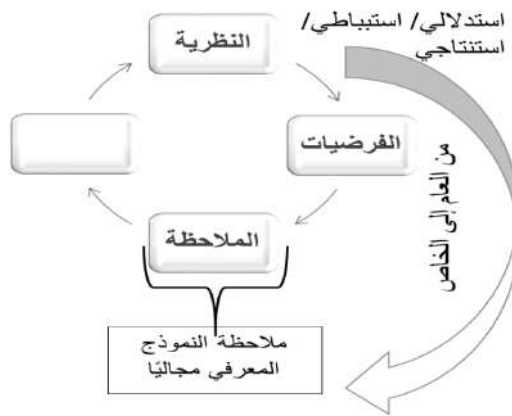 استدلالي/ استنباطي/
استنتاجي
النظرية
الفرضيات
من العام إلى الخاص
الملاحظة
ملاحظة النموذج
المعرفي مجاليًا